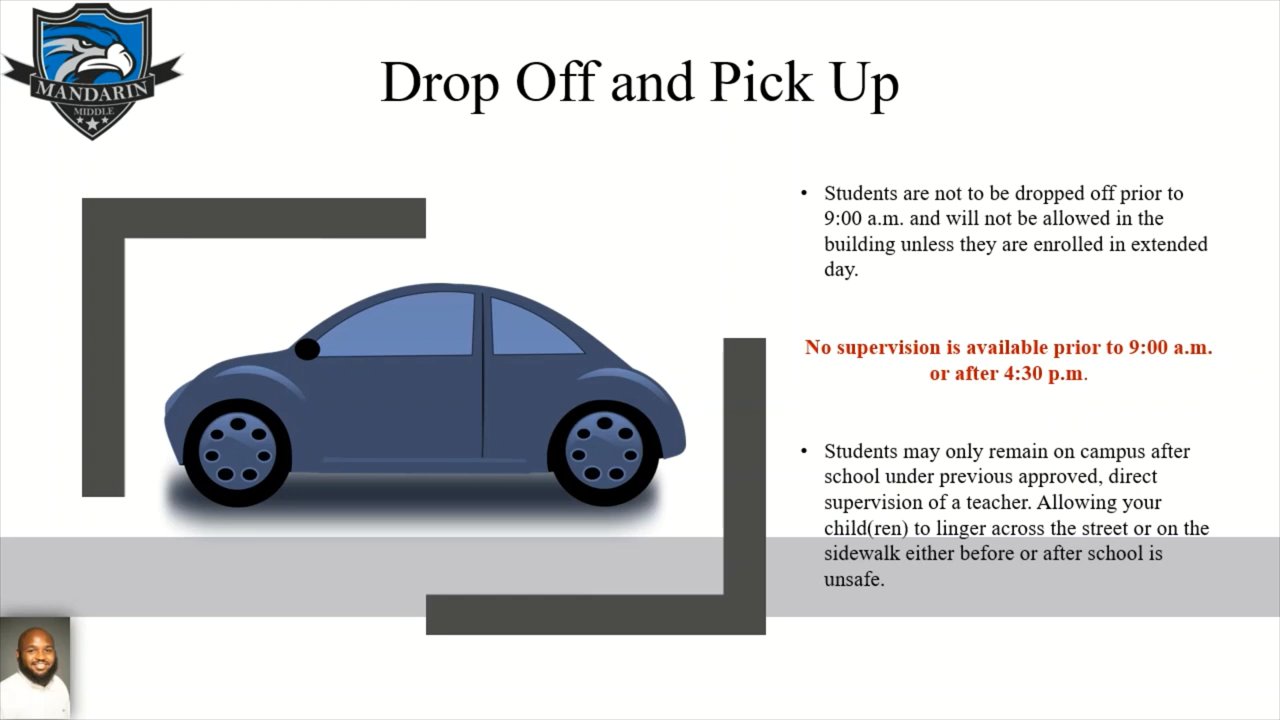 MANDARIN
MIDDLE
Drop Off and Pick Up
• Students are not to be dropped off prior to
9:00 a.m. and will not be allowed in the
building unless they are enrolled in extended
day.
No supervision is available prior to 9:00 a.m.
or after 4:30 p.m.
• Students may only remain on campus after
school under previous approved, direct
supervision of a teacher. Allowing your
child(ren) to linger across the street or on the
sidewalk either before or after school is
unsafe.